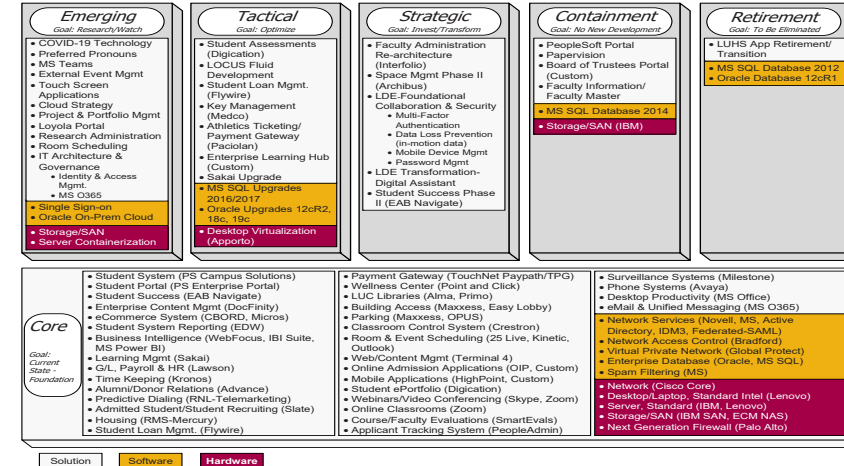 Emerging
Goal: Research/Watch
• COVID-19 Technology
• Preferred Pronouns
• MS Teams
• External Event Mgmt
• Touch Screen
Applications
• Cloud Strategy
• Project & Portfolio Mgmt
• Loyola Portal
• Research Administration
• Room Scheduling
• IT Architecture &
Governance
• Identity & Access
Mgmt.
• MS O365
• Single Sign-on
• Oracle On-Prem Cloud
• Storage/SAN
• Server Containerization
Tactical
Goal: Optimize
• Student Assessments
(Digication)
• LOCUS Fluid
Development
• Student Loan Mgmt.
(Flywire)
• Key Management
(Medco)
• Athletics Ticketing/
Payment Gateway
(Paciolan)
• Enterprise Learning Hub
(Custom)
• Sakai Upgrade
• MS SQL Upgrades
2016/2017
• Oracle Upgrades 12cR2,
18c, 19c
• Desktop Virtualization
(Apporto)
Strategic
Goal: Invest/Transform
• Faculty Administration
Re-architecture
(Interfolio)
• Space Mgmt Phase II
(Archibus)
• LDE-Foundational
Collaboration & Security
• Multi-Factor
Authentication
• Data Loss Prevention
(in-motion data)
• Mobile Device Mgmt
• Password Mgmt
• LDE Transformation-
Digital Assistant
• Student Success Phase
II (EAB Navigate)
Containment
Goal: No New Development
• PeopleSoft Portal
• Papervision
• Board of Trustees Portal
(Custom)
• Faculty Information/
Faculty Master
• MS SQL Database 2014
• Storage/SAN (IBM)
Retirement
Goal: To Be Eliminated
• LUHS App Retirement/
Transition
• MS SQL Database 2012
• Oracle Database 12cR1
Core
Goal:
Current
State -
Foundation
• Student System (PS Campus Solutions)
• Student Portal (PS Enterprise Portal)
• Student Success (EAB Navigate)
• Enterprise Content Mgmt (DocFinity)
• eCommerce System (CBORD, Micros)
• Student System Reporting (EDW)
• Business Intelligence (WebFocus, IBI Suite,
MS Power BI)
• Learning Mgmt (Sakai)
• G/L, Payroll & HR (Lawson)
• Time Keeping (Kronos)
• Alumni/Donor Relations (Advance)
• Predictive Dialing (RNL-Telemarketing)
• Admitted Student/Student Recruiting (Slate)
• Housing (RMS-Mercury)
• Student Loan Mgmt. (Flywire)
• Payment Gateway (TouchNet Paypath/TPG)
• Wellness Center (Point and Click)
• LUC Libraries (Alma, Primo)
• Building Access (Maxxess, Easy Lobby)
• Parking (Maxxess, OPUS)
• Classroom Control System (Crestron)
• Room & Event Scheduling (25 Live, Kinetic,
Outlook)
• Web/Content Mgmt (Terminal 4)
• Online Admission Applications (OIP, Custom)
• Mobile Applications (HighPoint, Custom)
• Student ePortfolio (Digication)
• Webinars/Video Conferencing (Skype, Zoom)
• Online Classrooms (Zoom)
• Course/Faculty Evaluations (SmartEvals)
• Applicant Tracking System (PeopleAdmin)
• Surveillance Systems (Milestone)
• Phone Systems (Avaya)
• Desktop Productivity (MS Office)
• eMail & Unified Messaging (MS O365)
• Network Services (Novell, MS, Active
Directory, IDM3, Federated-SAML)
• Network Access Control (Bradford)
• Virtual Private Network (Global Protect)
• Enterprise Database (Oracle, MS SQL)
• Spam Filtering (MS)
• Network (Cisco Core)
• Desktop/Laptop, Standard Intel (Lenovo)
• Server, Standard (IBM, Lenovo)
• Storage/SAN (IBM SAN, ECM NAS)
• Next Generation Firewall (Palo Alto)
Solution
Software
Hardware